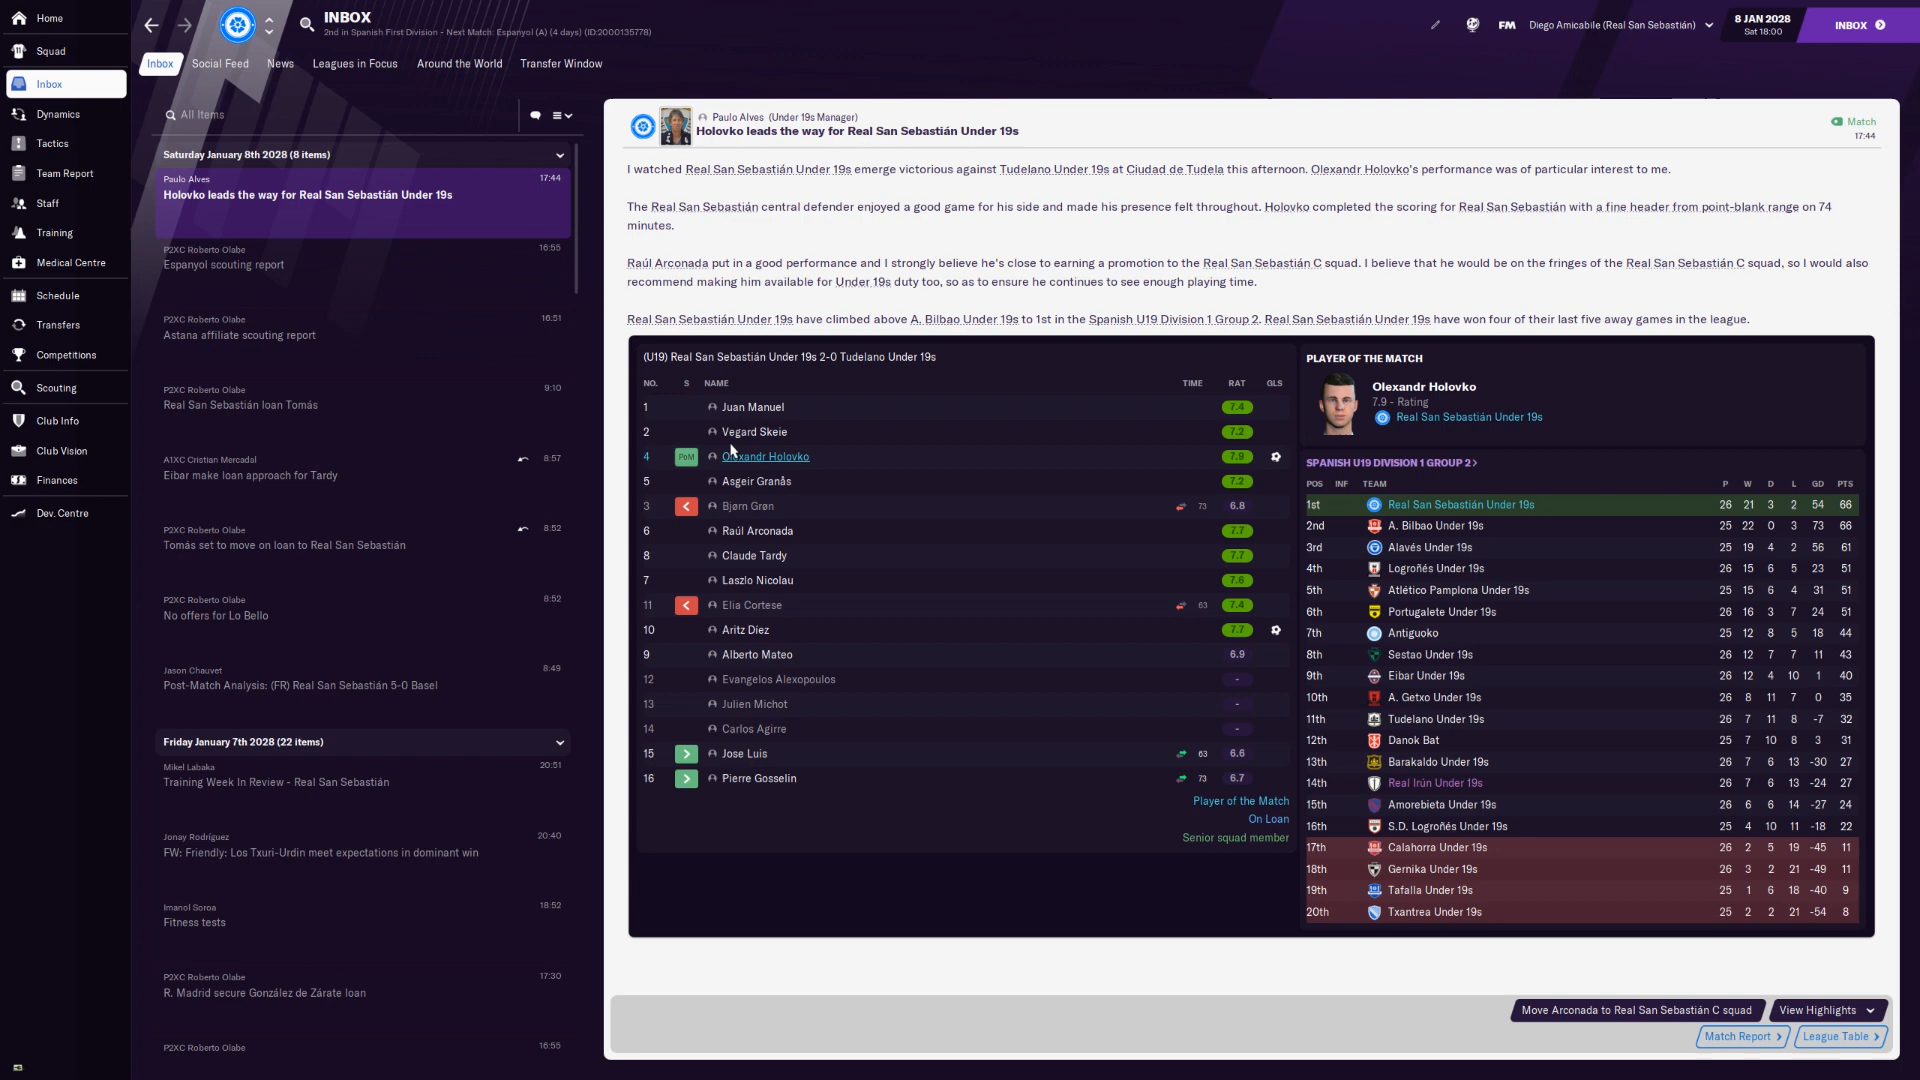 Home
Squad
Inbox
Dynamics
Tactics
Team Report
Staff
Training
Medical Centre
Schedule
Transfers
Competitions
Scouting
Club Info
Club Vision
Finances
Dev. Centre
INBOX
2nd in Spanish First Division - Next Match: Espanyol (A) (4 days) (ID:2000135778)
FM Diego Amicabile (Real San Sebastián)
8 JAN 2028
Sat 18:00
INBOX
Inbox Social Feed News Leagues in Focus Around the World Transfer Window
All Items
Saturday January 8th 2028 (8 items)
Paulo Alves 17:44
Holovko leads the way for Real San Sebastián Under 19s
P2XC Roberto Olabe 16:55
Espanyol scouting report
P2XC Roberto Olabe 16:51
Astana affiliate scouting report
P2XC Roberto Olabe 9:10
Real San Sebastián loan Tomás
A1XC Cristian Mercadal 8:57
Eibar make loan approach for Tardy
P2XC Roberto Olabe 8:52
Tomás set to move on loan to Real San Sebastián
P2XC Roberto Olabe 8:52
No offers for Lo Bello
Jason Chauvet 8:49
Post-Match Analysis: (FR) Real San Sebastián 5-0 Basel
Friday January 7th 2028 (22 items)
Mikel Labaka 20:51
Training Week In Review - Real San Sebastián
Jonay Rodríguez 20:40
FW: Friendly: Los Txuri-Urdin meet expectations in dominant win
Imanol Soroa 18:52
Fitness tests
P2XC Roberto Olabe 17:30
R. Madrid secure González de Zárate loan
P2XC Roberto Olabe 16:55
Paulo Alves (Under 19s Manager)
Holovko leads the way for Real San Sebastián Under 19s
Match
17:44
I watched Real San Sebastián Under 19s emerge victorious against Tudelano Under 19s at Ciudad de Tudela this afternoon. Olexandr Holovko's performance was of particular interest to me.
The Real San Sebastián central defender enjoyed a good game for his side and made his presence felt throughout. Holovko completed the scoring for Real San Sebastián with a fine header from point-blank range on 74
minutes.
Raúl Arconada put in a good performance and I strongly believe he's close to earning a promotion to the Real San Sebastián C squad. I believe that he would be on the fringes of the Real San Sebastián C squad, so I would also
recommend making him available for Under 19s duty too, so as to ensure he continues to see enough playing time.
Real San Sebastián Under 19s have climbed above A. Bilbao Under 19s to 1st in the Spanish U19 Division 1 Group 2. Real San Sebastián Under 19s have won four of their last five away games in the league.
(U19) Real San Sebastián Under 19s 2-0 Tudelano Under 19s
NO. S NAME TIME RAT GLS
1 Juan Manuel 7.4
2 Vegard Skeie 7.2
4 PoM Olexandr Holovko 7.9
5 Asgeir Granås 7.2
3 Bjørn Grøn 73 6.8
6 Raúl Arconada 7.7
8 Claude Tardy 7.7
7 Laszlo Nicolau 7.6
11 Elia Cortese 63 7.4
10 Aritz Díez 7.7
9 Alberto Mateo 6.9
12 Evangelos Alexopoulos -
13 Julien Michot -
14 Carlos Agirre -
15 Jose Luis 63 6.6
16 Pierre Gosselin 73 6.7
Player of the Match
On Loan
Senior squad member
PLAYER OF THE MATCH
Olexandr Holovko
7.9 - Rating
Real San Sebastián Under 19s
SPANISH U19 DIVISION 1 GROUP 2
POS INF TEAM P W D L GD PTS
1st Real San Sebastián Under 19s 26 21 3 2 54 66
2nd A. Bilbao Under 19s 25 22 0 3 73 66
3rd Alavés Under 19s 25 19 4 2 56 61
4th Logroñés Under 19s 26 15 6 5 23 51
5th Atlético Pamplona Under 19s 25 15 6 4 31 51
6th Portugalete Under 19s 26 16 3 7 24 51
7th Antiguoko 25 12 8 5 18 44
8th Sestao Under 19s 26 12 7 7 11 43
9th Eibar Under 19s 26 12 4 10 1 40
10th A. Getxo Under 19s 26 8 11 7 0 35
11th Tudelano Under 19s 26 7 11 8 -7 32
12th Danok Bat 25 7 10 8 3 31
13th Barakaldo Under 19s 26 7 6 13 -30 27
14th Real Irún Under 19s 26 7 6 13 -24 27
15th Amorebieta Under 19s 26 6 6 14 -27 24
16th S.D. Logroñés Under 19s 25 4 10 11 -18 22
17th Calahorra Under 19s 26 2 5 19 -45 11
18th Gernika Under 19s 26 3 2 21 -49 11
19th Tafalla Under 19s 25 1 6 18 -40 9
20th Txantrea Under 19s 25 2 2 21 -54 8
Move Arconada to Real San Sebastián C squad
View Highlights
Match Report
League Table